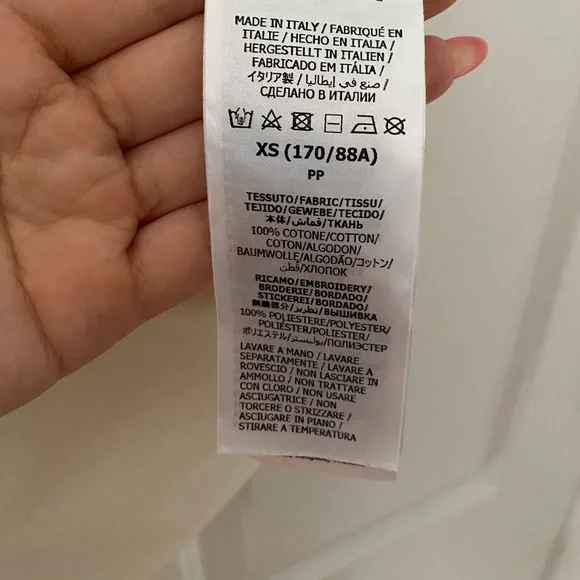 MADE IN ITALY / FABRIQUÉ EN
ITALIE / HECHO EN ITALIA /
HERGESTELLT IN ITALIEN /
FABRICADO EM ITÁLIA /
イタリア製 / صنع في إيطاليا /
СДЕЛАНО В ИТАЛИИ
XS (170/88A)
PP
TESSUTO/FABRIC/TISSU/
TEJIDO/GEWEBE/TECIDO/
本体/قماش/ТКАНЬ
100% COTONE/COTTON/
COTON/ALGODON/
BAUMWOLLE/ALGODÃO/コットン/
قطن/ХЛОПОК
RICAMO/EMBROIDERY/
BRODERIE/BORDADO/
STICKEREI/BORDADO/
刺繍部分/تطريز/ВЫШИВКА
100% POLIESTERE/POLYESTER/
POLIÉSTER/POLIESTER/
ポリエステル/بوليستر/ПОЛИЭСТЕР
LAVARE A MANO / LAVARE
SEPARATAMENTE / LAVARE A
ROVESCIO / NON LASCIARE IN
AMMOLLO / NON TRATTARE
CON CLORO / NON USARE
ASCIUGATRICE / NON
TORCERE O STRIZZARE /
ASCIUGARE IN PIANO /
STIRARE A TEMPERATURA